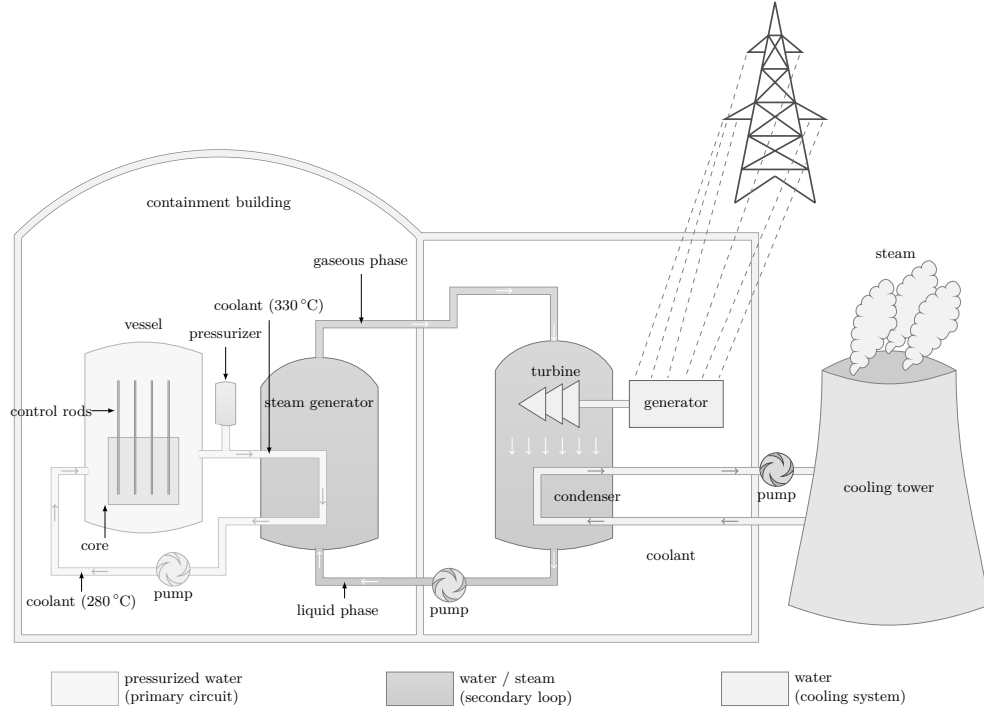 containment building
steam
gaseous phase
coolant (330 °C)
vessel
pressurizer
turbine
control rods
steam generator
generator
cooling tower
condenser
pump
core
coolant
coolant (280 °C)
pump
liquid phase
pump
pressurized water
(primary circuit)
water / steam
(secondary loop)
water
(cooling system)